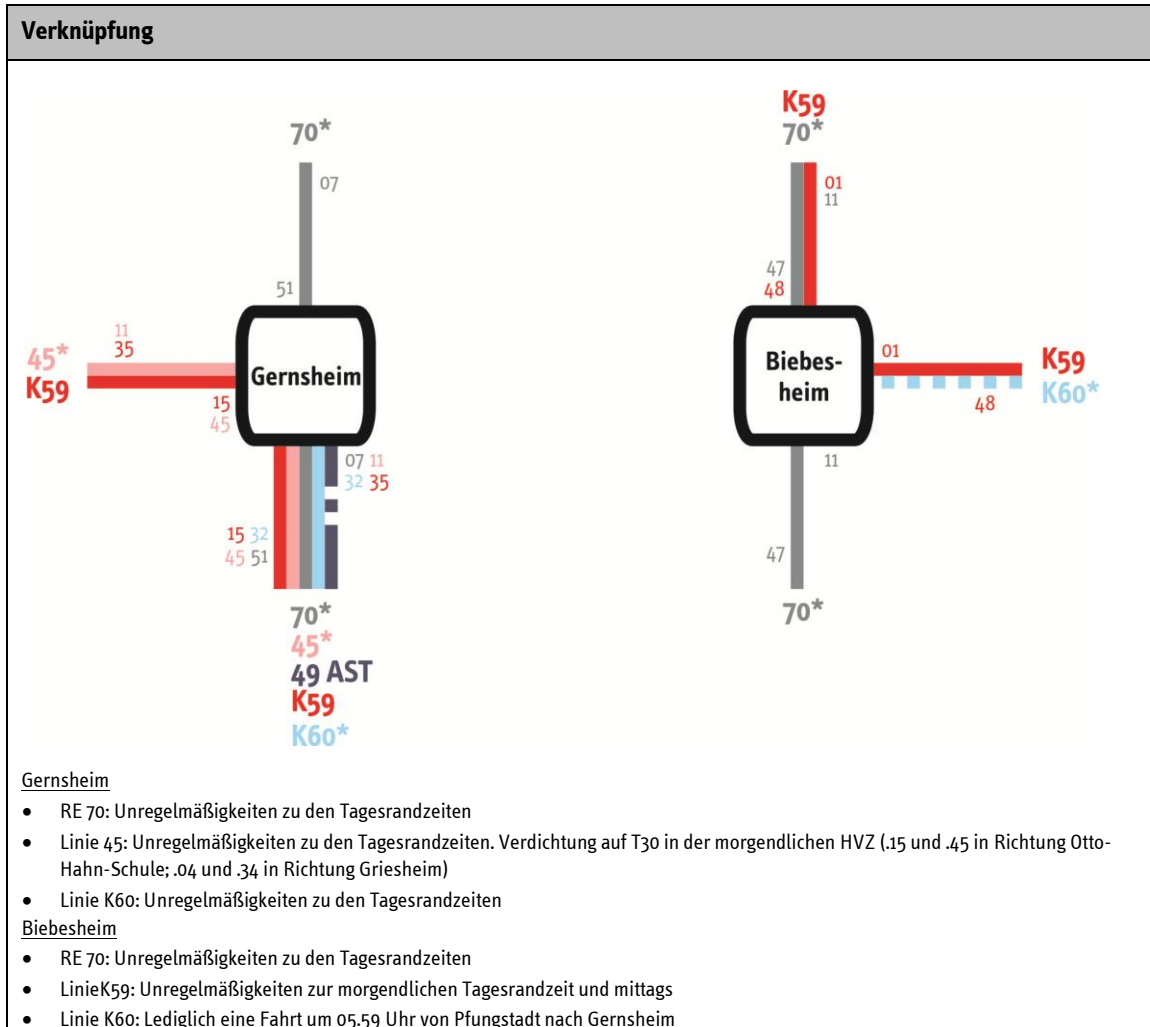 Verknüpfung
70*
07
51
11
35
45*
K59
Gernsheim
15
45
07 11
32 35
15 32
45 51
70*
45*
49 AST
K59
K60*
K59
70*
01
11
47
48
Biebes-
heim
01
K59
48
K60*
11
47
70*
Gernsheim
• RE 70: Unregelmäßigkeiten zu den Tagesrandzeiten
• Linie 45: Unregelmäßigkeiten zu den Tagesrandzeiten. Verdichtung auf T30 in der morgendlichen HVZ (.15 und .45 in Richtung Otto-
Hahn-Schule; .04 und .34 in Richtung Griesheim)
• Linie K60: Unregelmäßigkeiten zu den Tagesrandzeiten
Biebesheim
• RE 70: Unregelmäßigkeiten zu den Tagesrandzeiten
• LinieK59: Unregelmäßigkeiten zur morgendlichen Tagesrandzeit und mittags
• Linie K60: Lediglich eine Fahrt um 05.59 Uhr von Pfungstadt nach Gernsheim